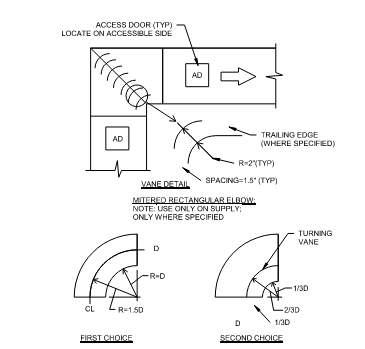 ACCESS DOOR (TYP)
LOCATE ON ACCESSIBLE SIDE
AD
AD
TRAILING EDGE
(WHERE SPECIFIED)
R=2"(TYP)
SPACING=1.5" (TYP)
VANE DETAIL
MITERED RECTANGULAR ELBOW;
NOTE: USE ONLY ON SUPPLY;
ONLY WHERE SPECIFIED
D
R=D
CL
R=1.5D
FIRST CHOICE
TURNING
VANE
1/3D
2/3D
D
1/3D
SECOND CHOICE